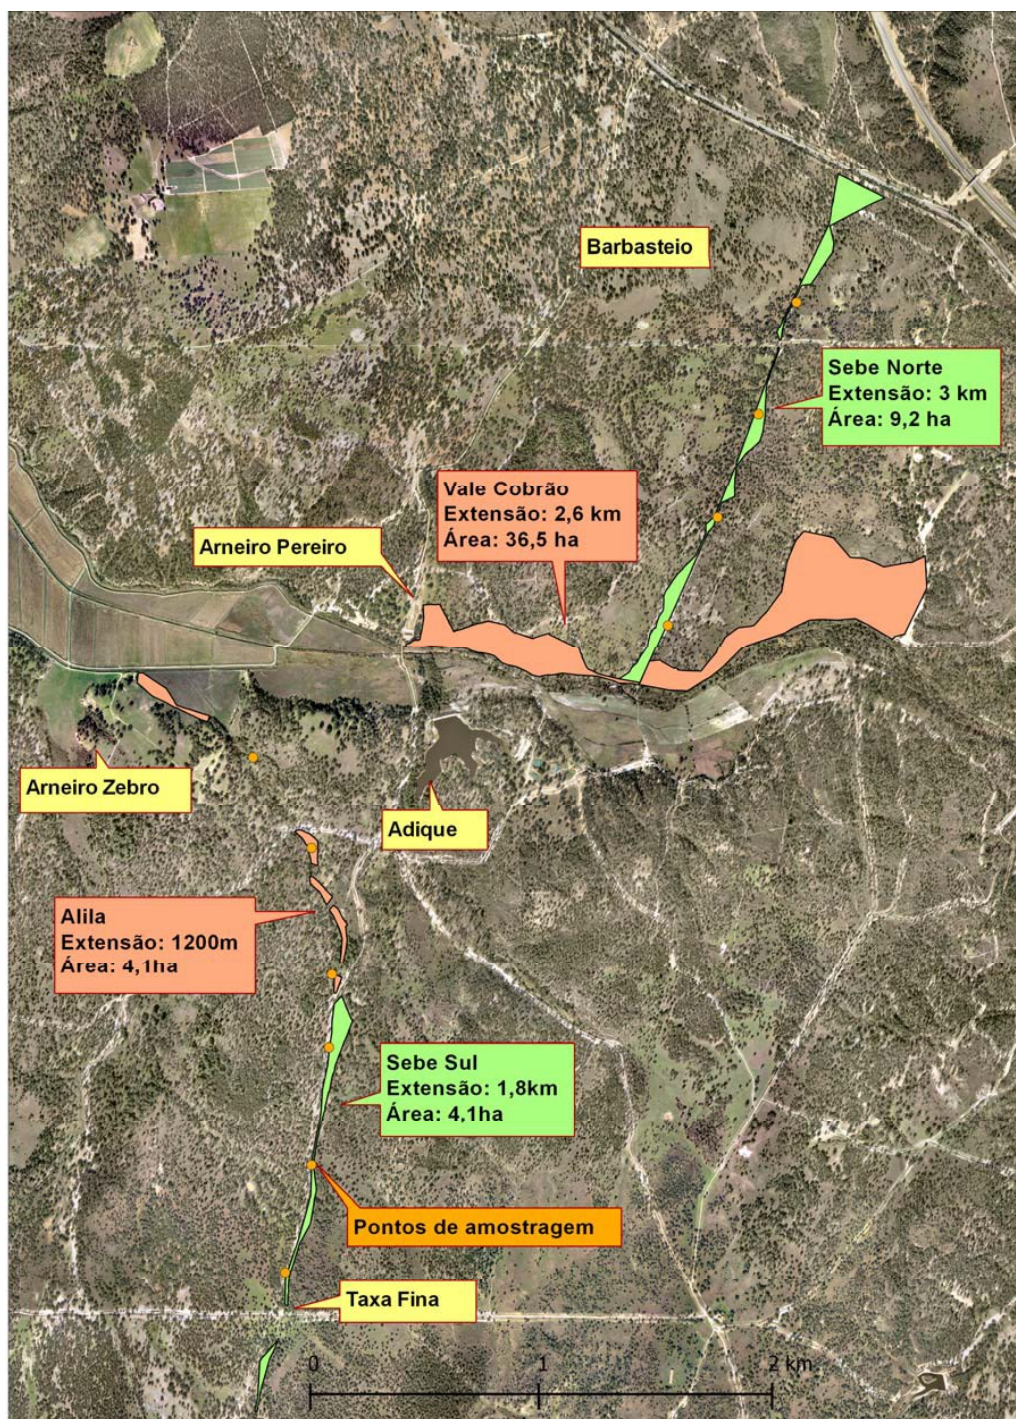 Barbasteio
Sebe Norte
Extensão: 3 km
Área: 9,2 ha
Vale Cobrão
Extensão: 2,6 km
Área: 36,5 ha
Arneiro Pereiro
Arneiro Zebro
Adique
Alila
Extensão: 1200m
Área: 4,1ha
Sebe Sul
Extensão: 1,8km
Área: 4,1ha
Pontos de amostragem
Taxa Fina
0 1 2 km